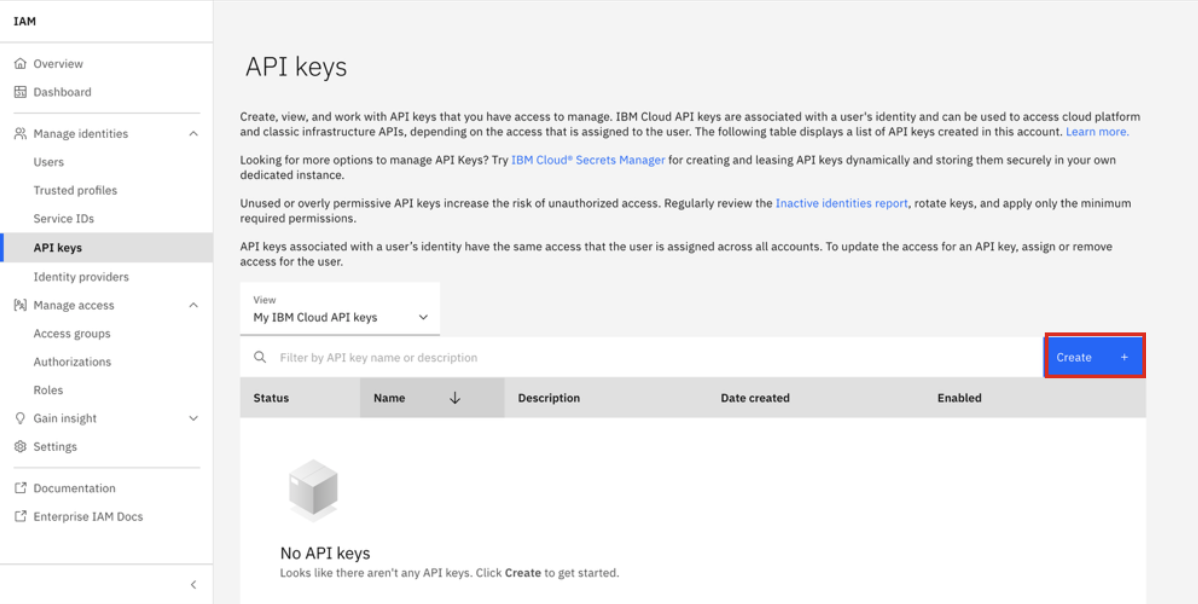 IAM
Overview
Dashboard
Manage identities
Users
Trusted profiles
Service IDs
API keys
Identity providers
Manage access
Access groups
Authorizations
Roles
Gain insight
Settings
Documentation
Enterprise IAM Docs
API keys
Create, view, and work with API keys that you have access to manage. IBM Cloud API keys are associated with a user's identity and can be used to access cloud platform
and classic infrastructure APIs, depending on the access that is assigned to the user. The following table displays a list of API keys created in this account. Learn more.
Looking for more options to manage API Keys? Try IBM Cloud® Secrets Manager for creating and leasing API keys dynamically and storing them securely in your own
dedicated instance.
Unused or overly permissive API keys increase the risk of unauthorized access. Regularly review the Inactive identities report, rotate keys, and apply only the minimum
required permissions.
API keys associated with a user's identity have the same access that the user is assigned across all accounts. To update the access for an API key, assign or remove
access for the user.
View
My IBM Cloud API keys
Filter by API key name or description
Create +
Status Name Description Date created Enabled
No API keys
Looks like there aren't any API keys. Click Create to get started.